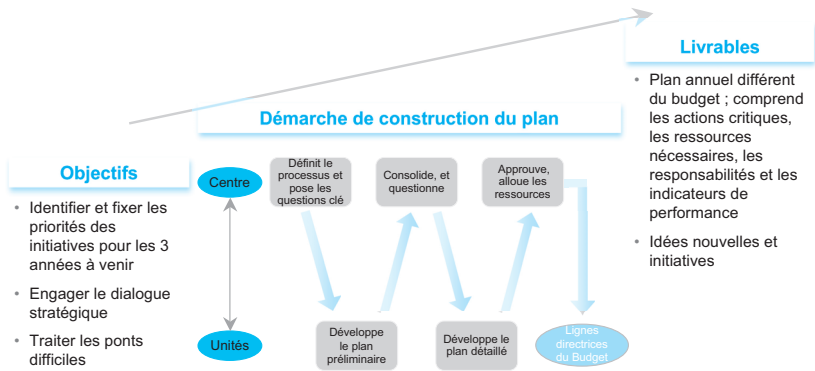 Livrables
Démarche de construction du plan
Objectifs
• Identifier et fixer les
priorités des
initiatives pour les 3
années à venir
• Engager le dialogue
stratégique
• Traiter les ponts
difficiles
Centre
Unités
Définit le
processus et
pose les
questions clé
Consolide, et
questionne
Approuve,
alloue les
ressources
Développe
le plan
préliminaire
Développe le
plan détaillé
Lignes
directrices
du Budget
• Plan annuel différent
du budget ; comprend
les actions critiques,
les ressources
nécessaires, les
responsabilités et les
indicateurs de
performance
• Idées nouvelles et
initiatives